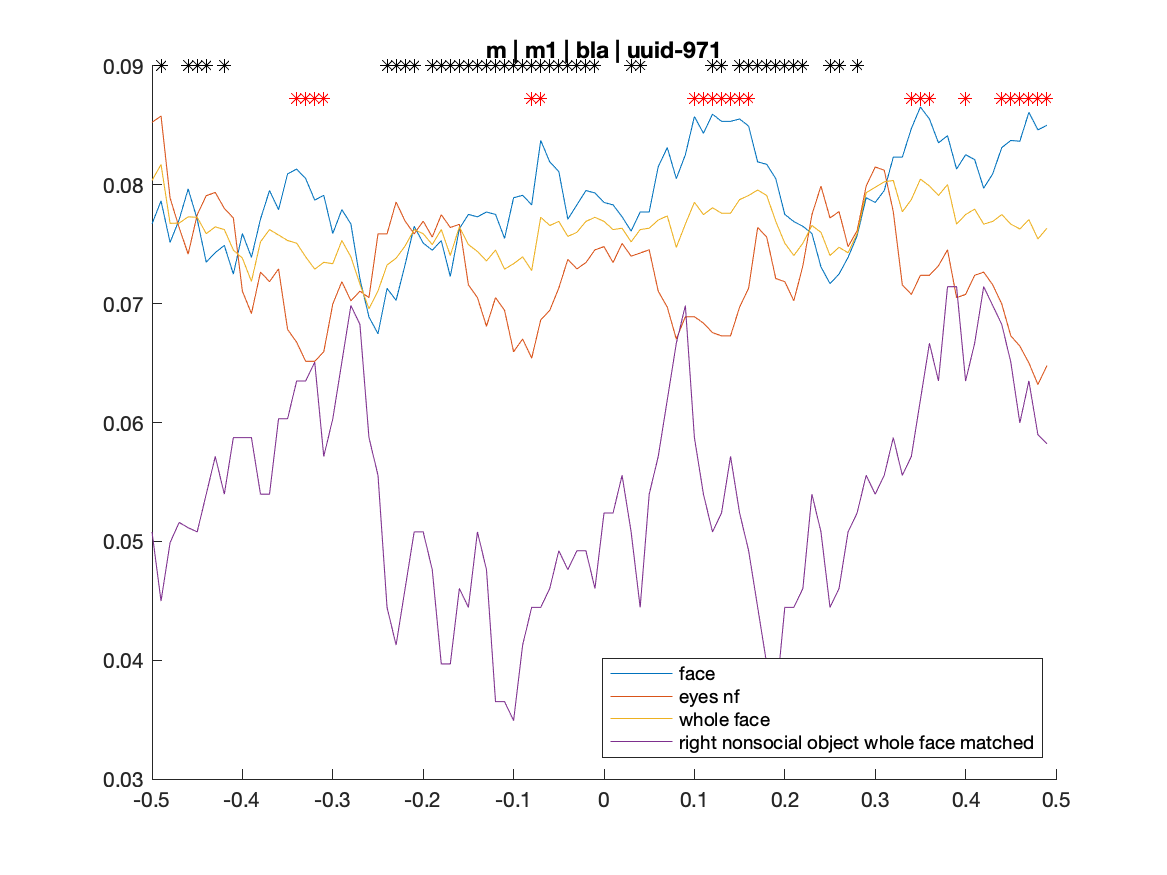 m | m1 | bla | uuid-971
0.09
0.08
0.07
0.06
0.05
0.04
0.03
face
eyes nf
whole face
right nonsocial object whole face matched
-0.5 -0.4 -0.3 -0.2 -0.1 0 0.1 0.2 0.3 0.4 0.5